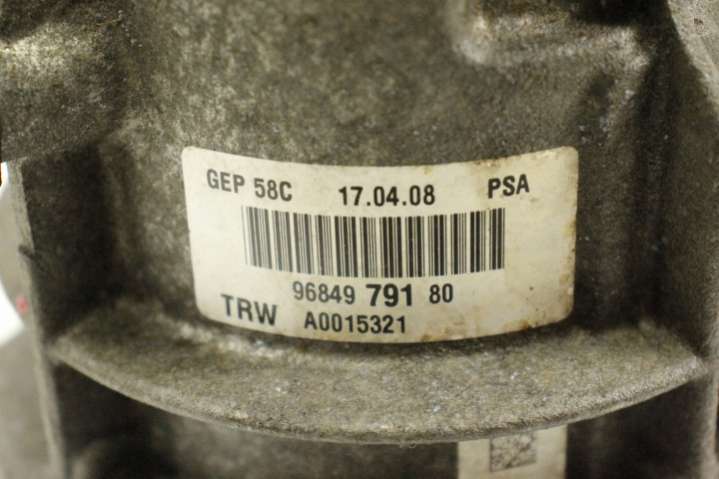 GEP 58C 17.04.08 PSA
96849 791 80
TRW A0015321